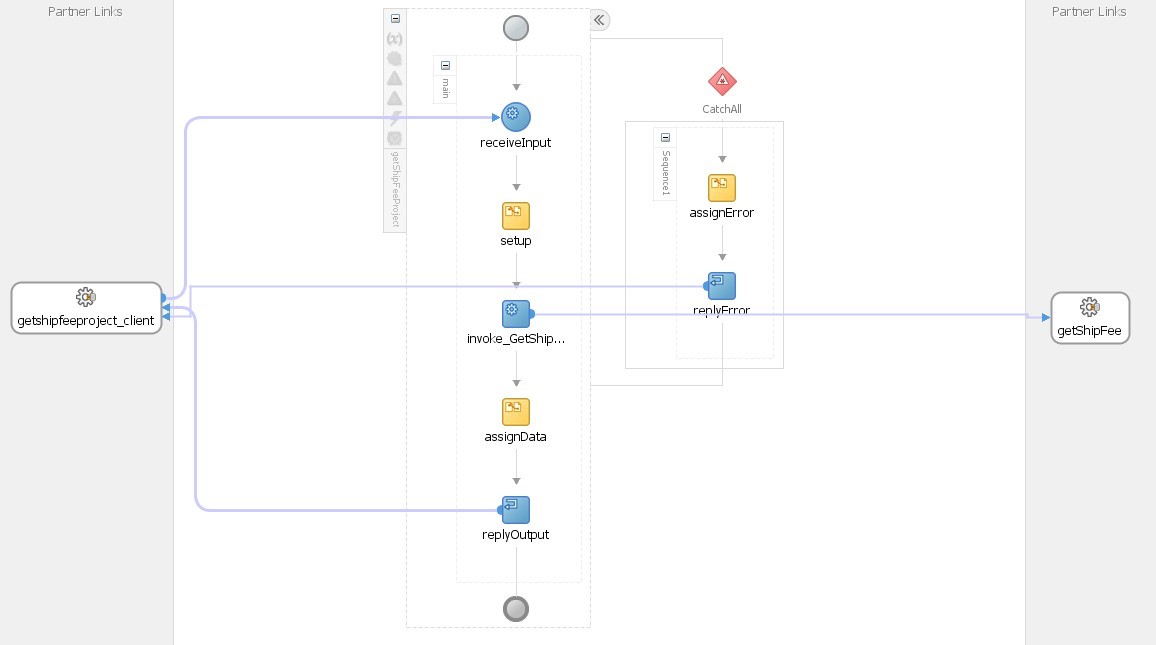 Partner Links
Partner Links
(x)
main
CatchAll
receiveInput
Sequence1
getShipFeeProject
assignError
setup
getshipfeeproject_client
replyError
getShipFee
invoke_GetShip...
assignData
replyOutput